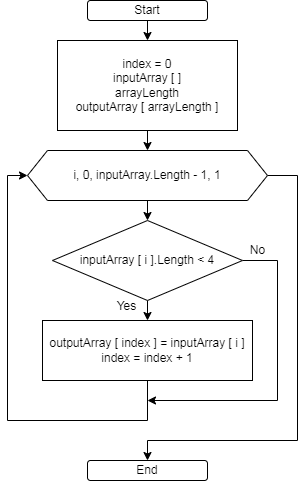 Start
index = 0
inputArray [ ]
arrayLength
outputArray [ arrayLength ]
i, 0, inputArray.Length - 1, 1
inputArray [ i ].Length < 4
No
Yes
outputArray [ index ] = inputArray [ i ]
index = index + 1
End